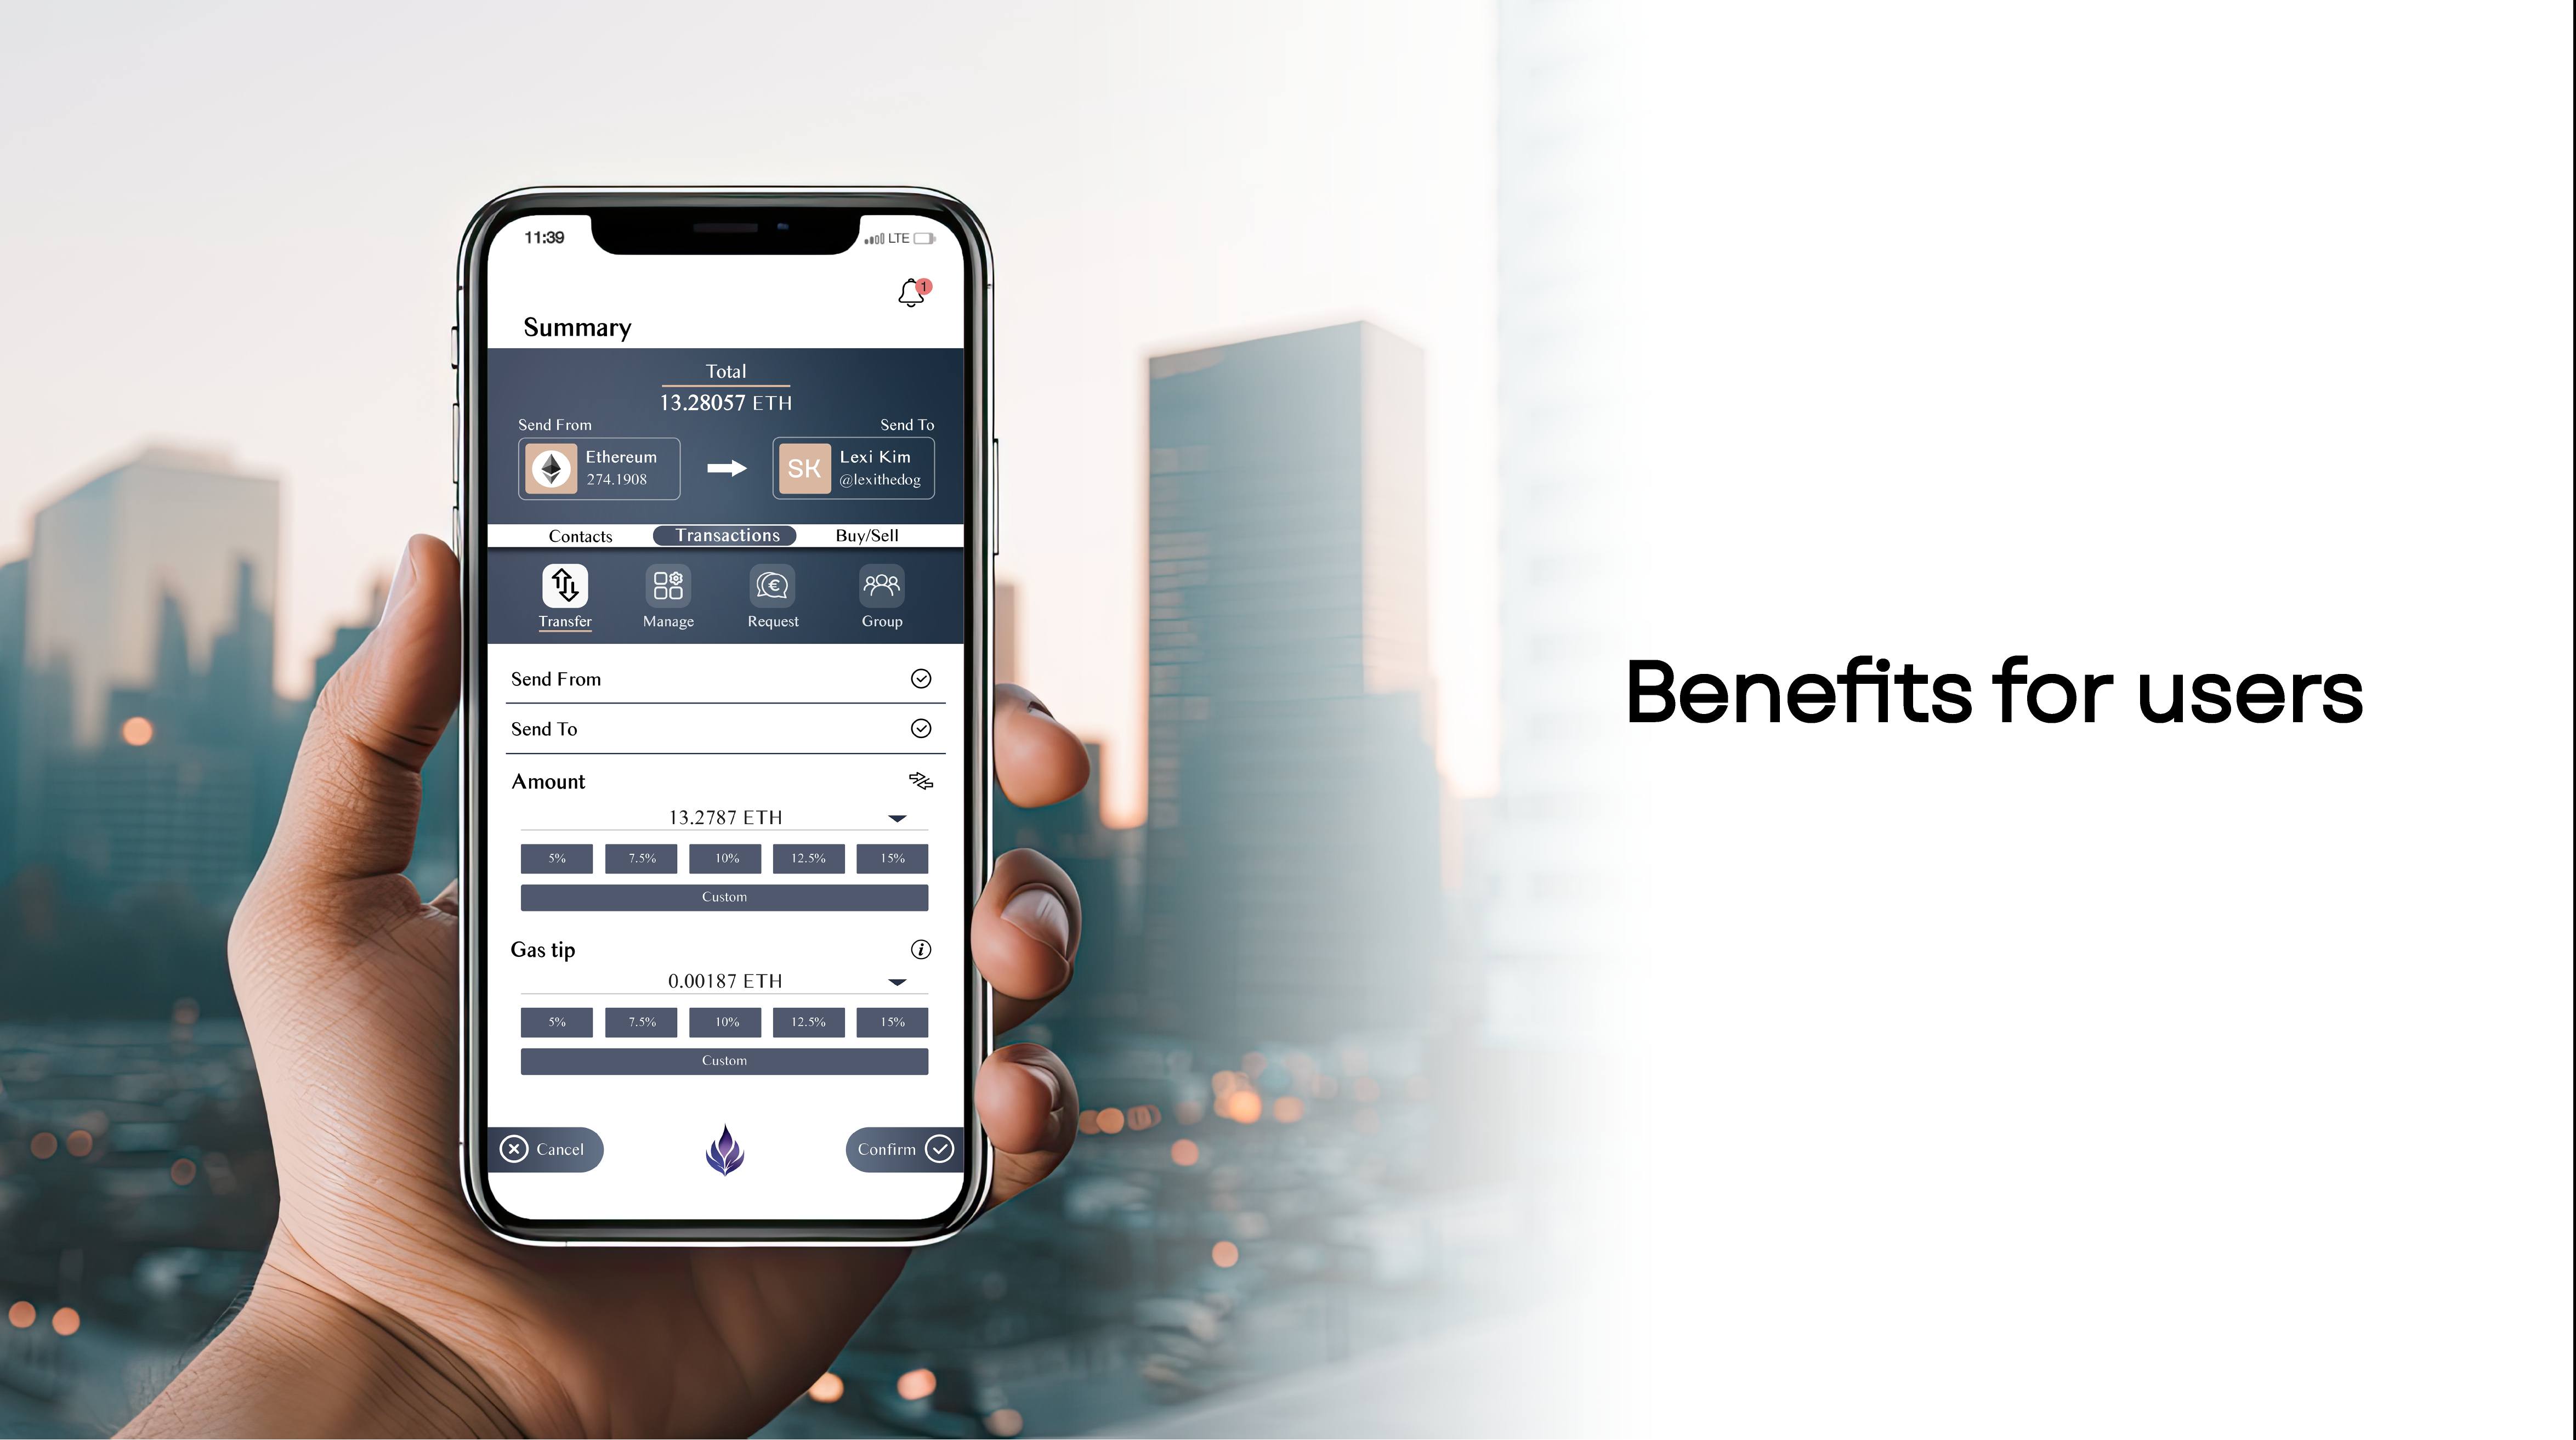 11:39 LTE
1
Summary
Total
13.28057 ETH
Send From Send To
Ethereum
274.1908
SK
Lexi Kim
@lexithedog
Contacts Transactions Buy/Sell
Transfer Manage Request Group
Send From
Send To
Amount
13.2787 ETH
5% 7.5% 10% 12.5% 15%
Custom
Gas tip
0.00187 ETH
5% 7.5% 10% 12.5% 15%
Custom
Cancel Confirm
Benefits for users